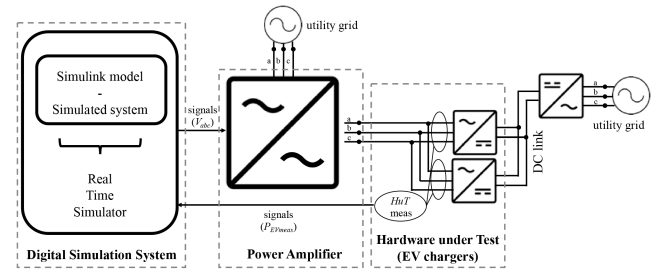 utility grid
a b c
Simulink model
-
Simulated system
Real
Time
Simulator
Digital Simulation System
signals
(Vabc)
signals
(PEVmeas)
Power Amplifier
a
b
c
HuT
meas
Hardware under Test
(EV chargers)
DC link
a
b
c
utility grid